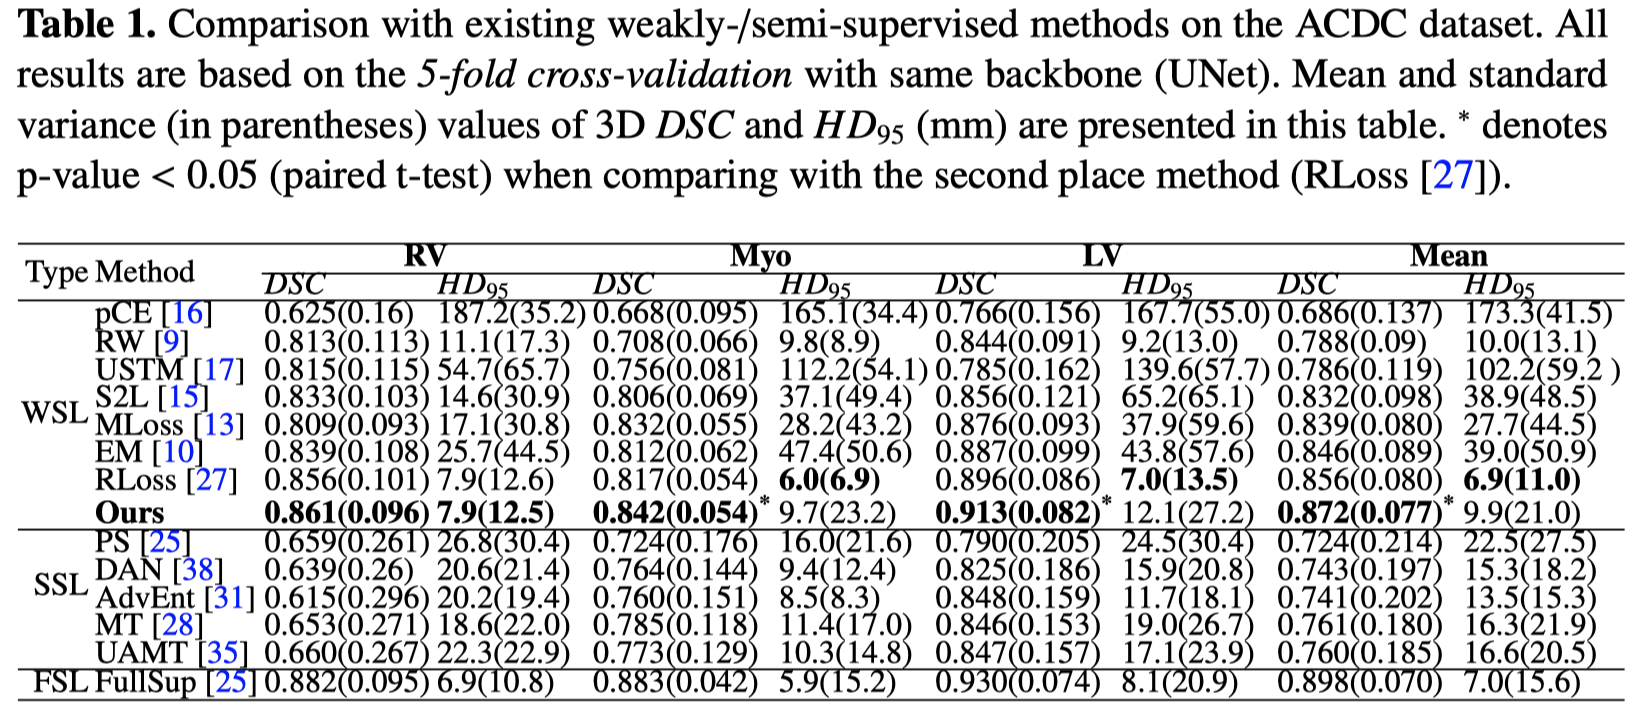 Table 1. Comparison with existing weakly-/semi-supervised methods on the ACDC dataset. All
results are based on the 5-fold cross-validation with same backbone (UNet). Mean and standard
variance (in parentheses) values of 3D DSC and HD95 (mm) are presented in this table. * denotes
p-value < 0.05 (paired t-test) when comparing with the second place method (RLoss [27]).
Type Method RV Myo LV Mean
DSC HD95 DSC HD95 DSC HD95 DSC HD95
pCE [16] 0.625(0.16) 187.2(35.2) 0.668(0.095) 165.1(34.4) 0.766(0.156) 167.7(55.0) 0.686(0.137) 173.3(41.5)
RW [9] 0.813(0.113) 11.1(17.3) 0.708(0.066) 9.8(8.9) 0.844(0.091) 9.2(13.0) 0.788(0.09) 10.0(13.1)
USTM [17] 0.815(0.115) 54.7(65.7) 0.756(0.081) 112.2(54.1) 0.785(0.162) 139.6(57.7) 0.786(0.119) 102.2(59.2 )
S2L [15] 0.833(0.103) 14.6(30.9) 0.806(0.069) 37.1(49.4) 0.856(0.121) 65.2(65.1) 0.832(0.098) 38.9(48.5)
WSL MLoss [13] 0.809(0.093) 17.1(30.8) 0.832(0.055) 28.2(43.2) 0.876(0.093) 37.9(59.6) 0.839(0.080) 27.7(44.5)
EM [10] 0.839(0.108) 25.7(44.5) 0.812(0.062) 47.4(50.6) 0.887(0.099) 43.8(57.6) 0.846(0.089) 39.0(50.9)
RLoss [27] 0.856(0.101) 7.9(12.6) 0.817(0.054) 6.0(6.9) 0.896(0.086) 7.0(13.5) 0.856(0.080) 6.9(11.0)
Ours 0.861(0.096) 7.9(12.5) 0.842(0.054)* 9.7(23.2) 0.913(0.082)* 12.1(27.2) 0.872(0.077)* 9.9(21.0)
PS [25] 0.659(0.261) 26.8(30.4) 0.724(0.176) 16.0(21.6) 0.790(0.205) 24.5(30.4) 0.724(0.214) 22.5(27.5)
SSL DAN [38] 0.639(0.26) 20.6(21.4) 0.764(0.144) 9.4(12.4) 0.825(0.186) 15.9(20.8) 0.743(0.197) 15.3(18.2)
AdvEnt [31] 0.615(0.296) 20.2(19.4) 0.760(0.151) 8.5(8.3) 0.848(0.159) 11.7(18.1) 0.741(0.202) 13.5(15.3)
MT [28] 0.653(0.271) 18.6(22.0) 0.785(0.118) 11.4(17.0) 0.846(0.153) 19.0(26.7) 0.761(0.180) 16.3(21.9)
UAMT [35] 0.660(0.267) 22.3(22.9) 0.773(0.129) 10.3(14.8) 0.847(0.157) 17.1(23.9) 0.760(0.185) 16.6(20.5)
FSL FullSup [25] 0.882(0.095) 6.9(10.8) 0.883(0.042) 5.9(15.2) 0.930(0.074) 8.1(20.9) 0.898(0.070) 7.0(15.6)